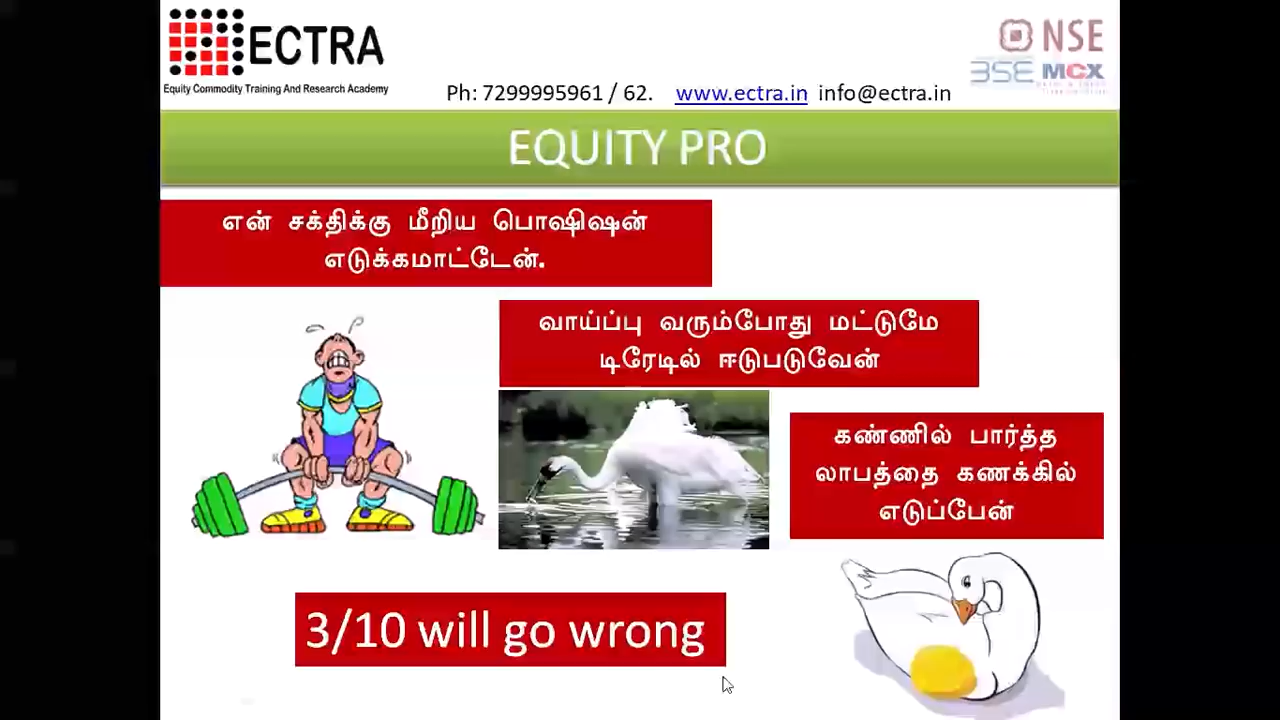 ECTRA
Equity Commodity Training And Research Academy
NSE
BSE MCX
Ph: 7299995961 / 62. www.ectra.in info@ectra.in
EQUITY PRO
என் சக்திக்கு மீறிய பொஷிஷன்
எடுக்கமாட்டேன்.
வாய்ப்பு வரும்போது மட்டுமே
டிரேடில் ஈடுபடுவேன்
கண்ணில் பார்த்த
லாபத்தை கணக்கில்
எடுப்பேன்
3/10 will go wrong